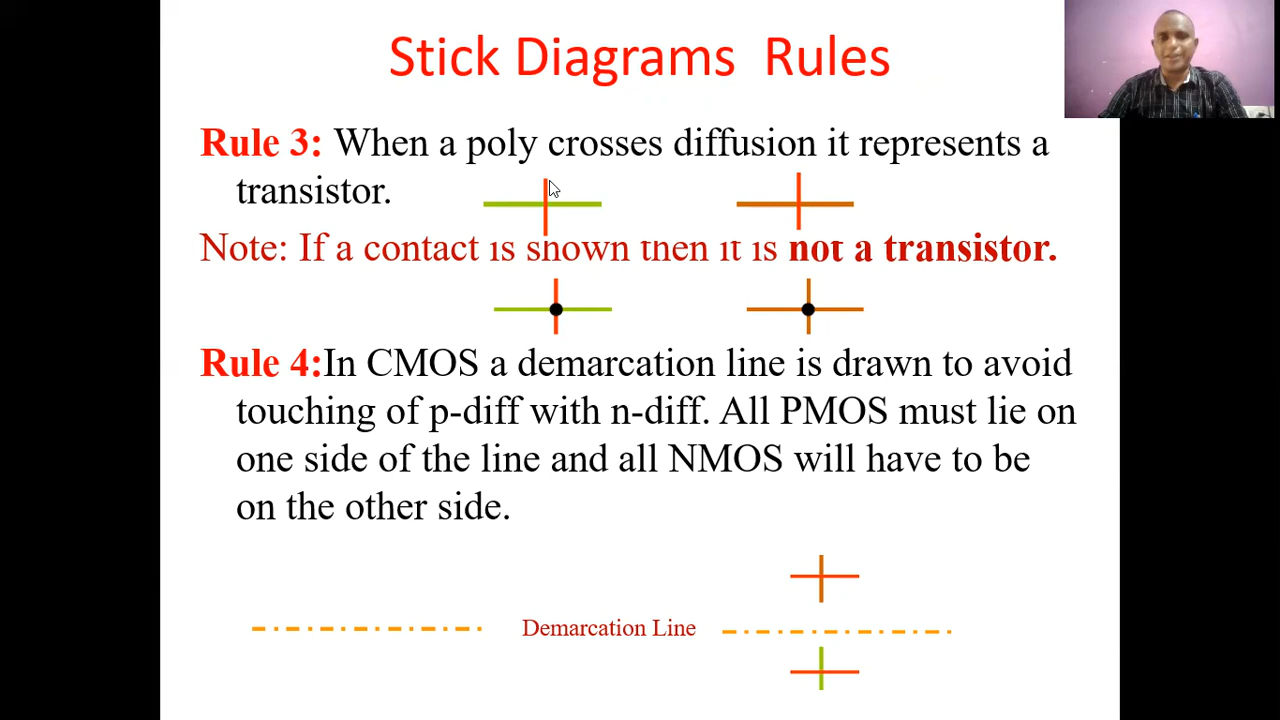 Stick Diagrams Rules
Rule 3: When a poly crosses diffusion it represents a
transistor.
Note: If a contact is shown then it is not a transistor.
Rule 4:In CMOS a demarcation line is drawn to avoid
touching of p-diff with n-diff. All PMOS must lie on
one side of the line and all NMOS will have to be
on the other side.
Demarcation Line